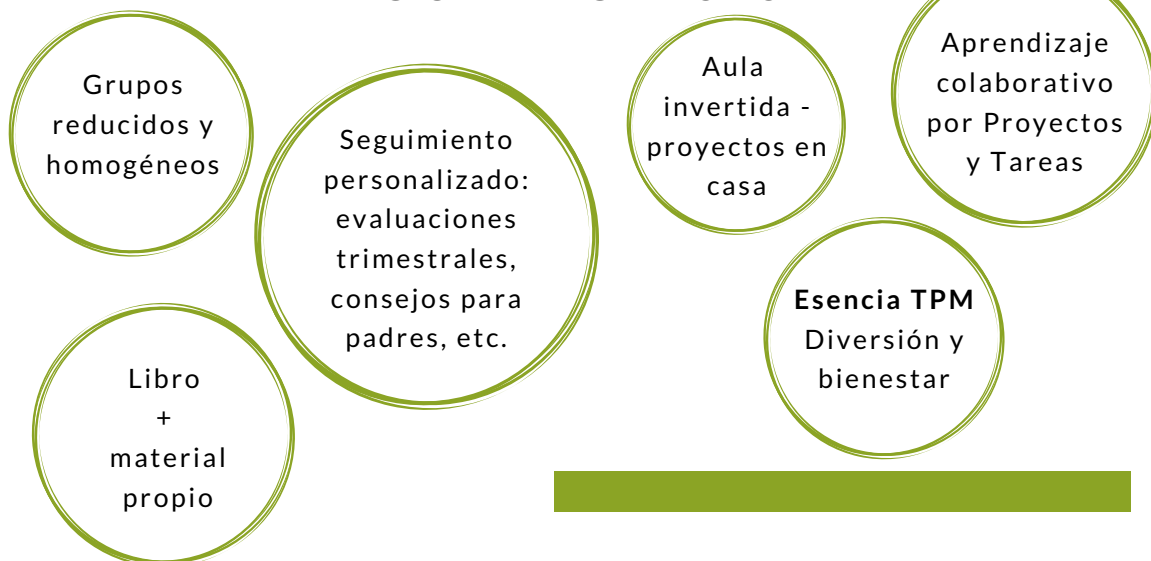 Grupos
reducidos y
homogéneos
Seguimiento
personalizado:
evaluaciones
trimestrales,
consejos para
padres, etc.
Aula
invertida -
proyectos en
casa
Aprendizaje
colaborativo
por Proyectos
y Tareas
Esencia TPM
Diversión y
bienestar
Libro
+
material
propio